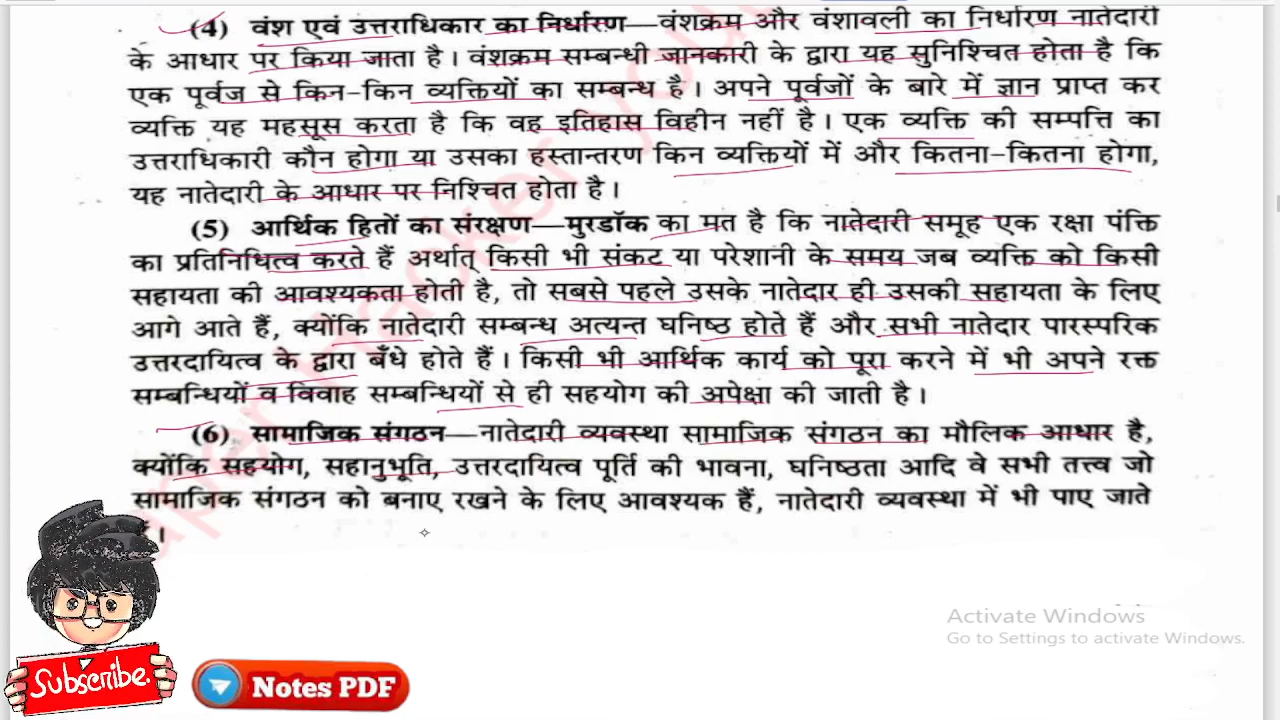 (4) वंश एवं उत्तराधिकार का निर्धारण—वंशक्रम और वंशावली का निर्धारण नातेदारी
के आधार पर किया जाता है। वंशक्रम सम्बन्धी जानकारी के द्वारा यह सुनिश्चित होता है कि
एक पूर्वज से किन-किन व्यक्तियों का सम्बन्ध है। अपने पूर्वजों के बारे में ज्ञान प्राप्त कर
व्यक्ति यह महसूस करता है कि वह इतिहास विहीन नहीं है। एक व्यक्ति की सम्पत्ति का
उत्तराधिकारी कौन होगा या उसका हस्तान्तरण किन व्यक्तियों में और कितना-कितना होगा,
यह नातेदारी के आधार पर निश्चित होता है।
(5) आर्थिक हितों का संरक्षण—मुरडॉक का मत है कि नातेदारी समूह एक रक्षा पंक्ति
का प्रतिनिधित्व करते हैं अर्थात् किसी भी संकट या परेशानी के समय जब व्यक्ति को किसी
सहायता की आवश्यकता होती है, तो सबसे पहले उसके नातेदार ही उसकी सहायता के लिए
आगे आते हैं, क्योंकि नातेदारी सम्बन्ध अत्यन्त घनिष्ठ होते हैं और सभी नातेदार पारस्परिक
उत्तरदायित्व के द्वारा बँधे होते हैं। किसी भी आर्थिक कार्य को पूरा करने में भी अपने रक्त
सम्बन्धियों व विवाह सम्बन्धियों से ही सहयोग की अपेक्षा की जाती है।
(6) सामाजिक संगठन—नातेदारी व्यवस्था सामाजिक संगठन का मौलिक आधार है,
क्योंकि सहयोग, सहानुभूति, उत्तरदायित्व पूर्ति की भावना, घनिष्ठता आदि वे सभी तत्त्व जो
सामाजिक संगठन को बनाए रखने के लिए आवश्यक हैं, नातेदारी व्यवस्था में भी पाए जाते
Activate Windows
Go to Settings to activate Windows.
Subscribe.
Notes PDF